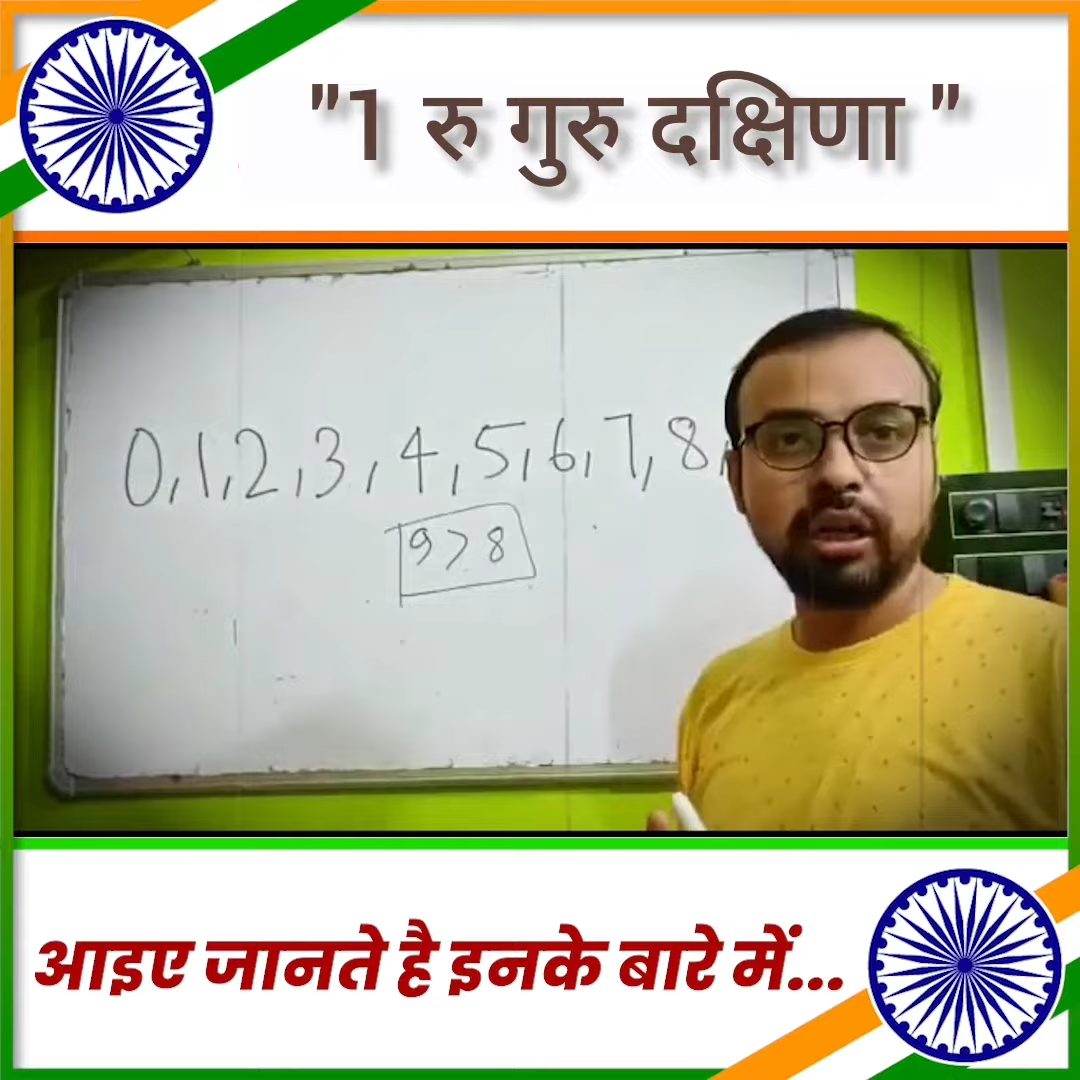 "1 रु गुरु दक्षिणा "
0,1,2,3,4,5,6,7,8,
9>8
आइए जानते है इनके बारे में...